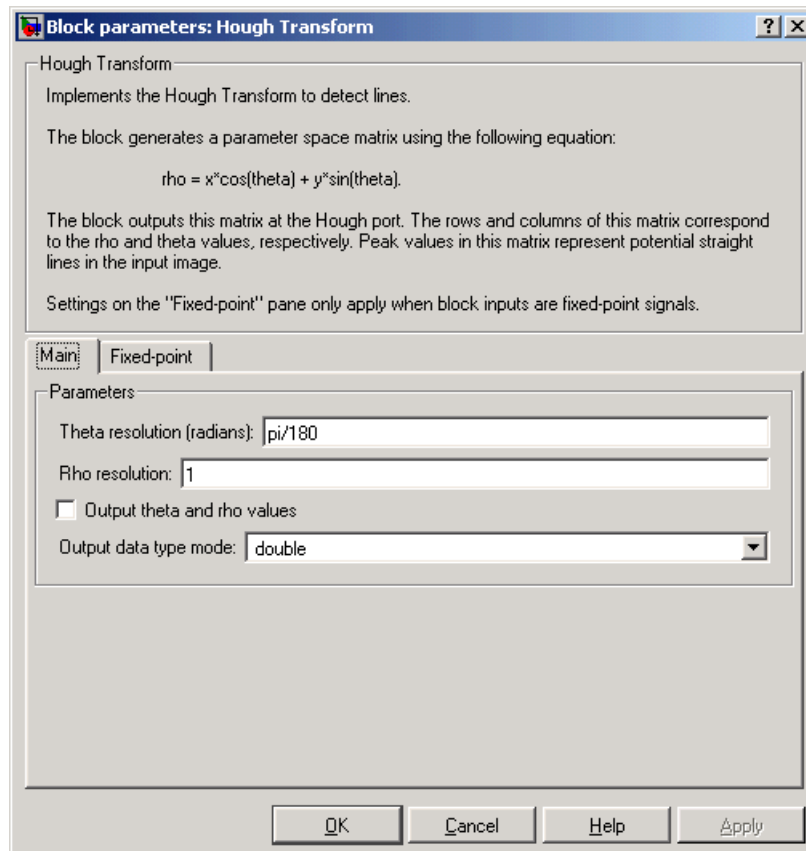 Block parameters: Hough Transform
Hough Transform
Implements the Hough Transform to detect lines.
The block generates a parameter space matrix using the following equation:
rho = x*cos(theta) + y*sin(theta).
The block outputs this matrix at the Hough port. The rows and columns of this matrix correspond
to the rho and theta values, respectively. Peak values in this matrix represent potential straight
lines in the input image.
Settings on the "Fixed-point" pane only apply when block inputs are fixed-point signals.
Main Fixed-point
Parameters
Theta resolution (radians): pi/180
Rho resolution: 1
Output theta and rho values
Output data type mode: double
OK Cancel Help Apply